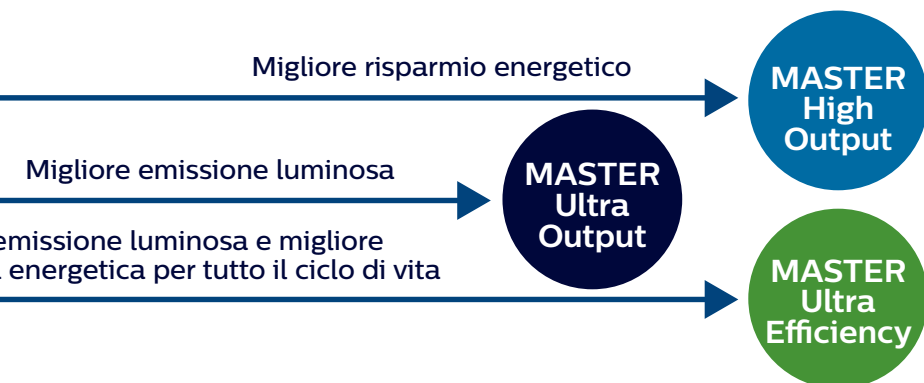 Migliore risparmio energetico
MASTER
High
Output
Migliore emissione luminosa
MASTER
Ultra
Output
emissione luminosa e migliore
energetica per tutto il ciclo di vita
MASTER
Ultra
Efficiency